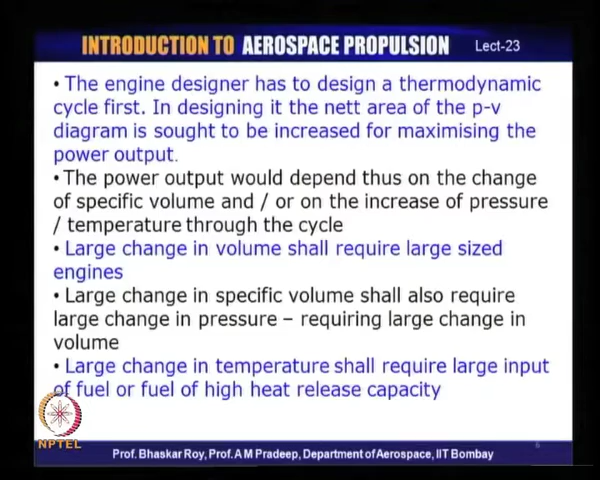 INTRODUCTION TO AEROSPACE PROPULSION Lect-23
• The engine designer has to design a thermodynamic
cycle first. In designing it the nett area of the p-v
diagram is sought to be increased for maximising the
power output.
• The power output would depend thus on the change
of specific volume and / or on the increase of pressure
/ temperature through the cycle
• Large change in volume shall require large sized
engines
• Large change in specific volume shall also require
large change in pressure – requiring large change in
volume
• Large change in temperature shall require large input
of fuel or fuel of high heat release capacity
NPTEL
Prof. Bhaskar Roy, Prof. A M Pradeep, Department of Aerospace, IIT Bombay